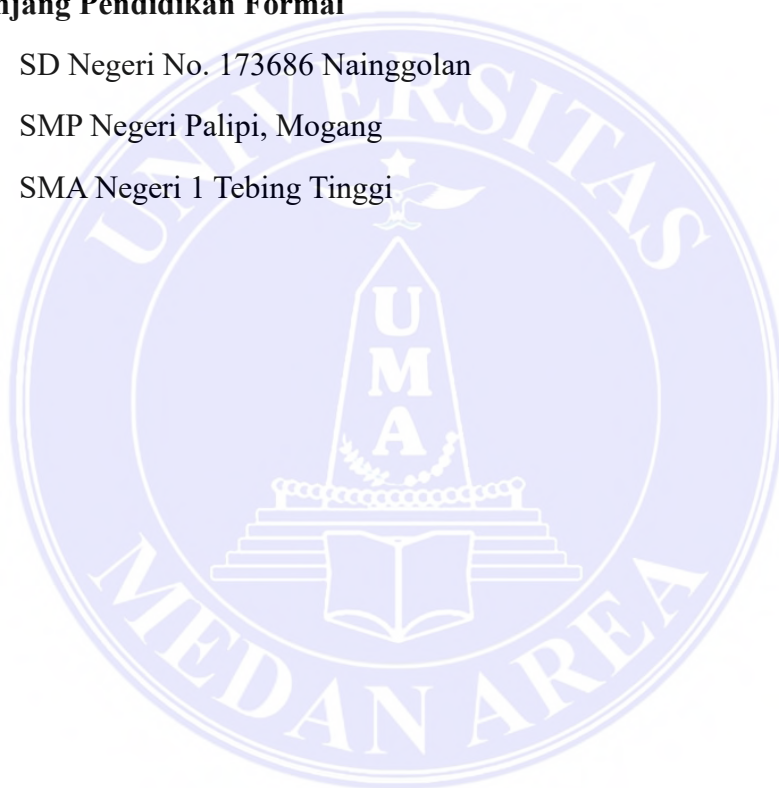 njang Pendidikan Formal
SD Negeri No. 173686 Nainggolan
SMP Negeri Palipi, Mogang
SMA Negeri 1 Tebing Tinggi
UNIVERSITAS
UMA
MEDAN AREA